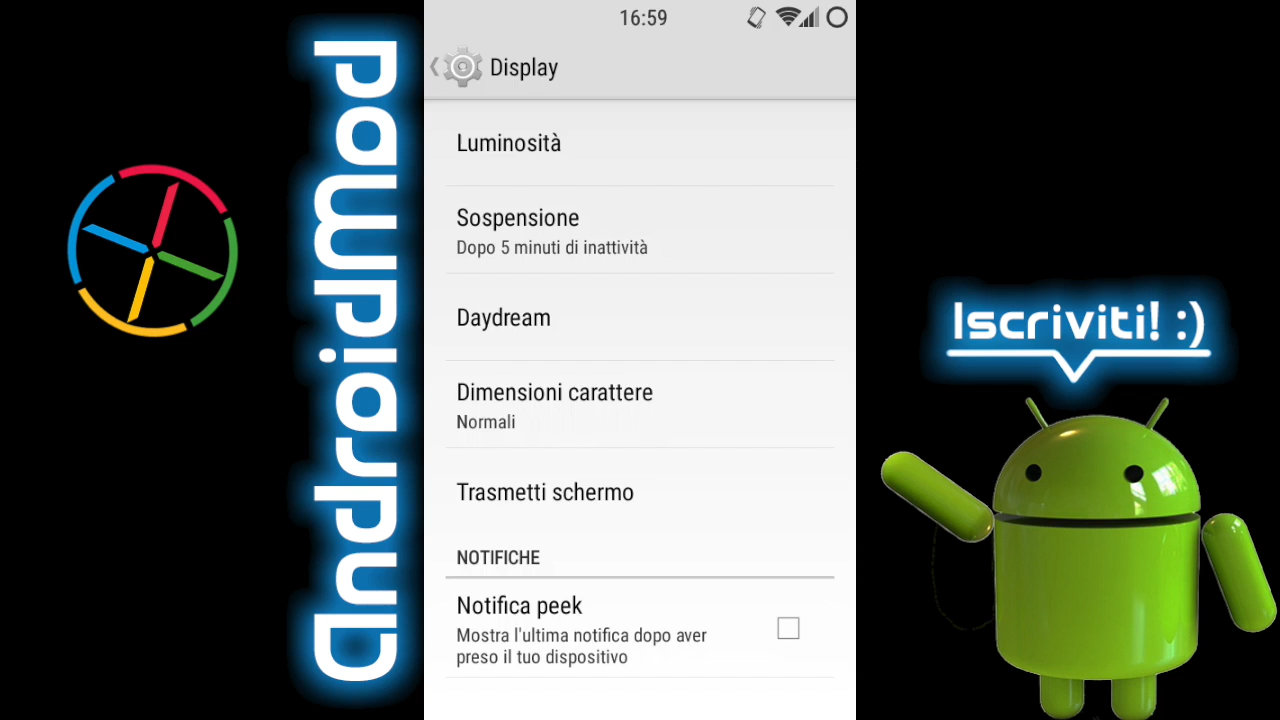 AndroidMod
16:59
Display
Luminosità
Sospensione
Dopo 5 minuti di inattività
Daydream
Dimensioni carattere
Normali
Trasmetti schermo
NOTIFICHE
Notifica peek
Mostra l'ultima notifica dopo aver
preso il tuo dispositivo
Iscriviti! :)